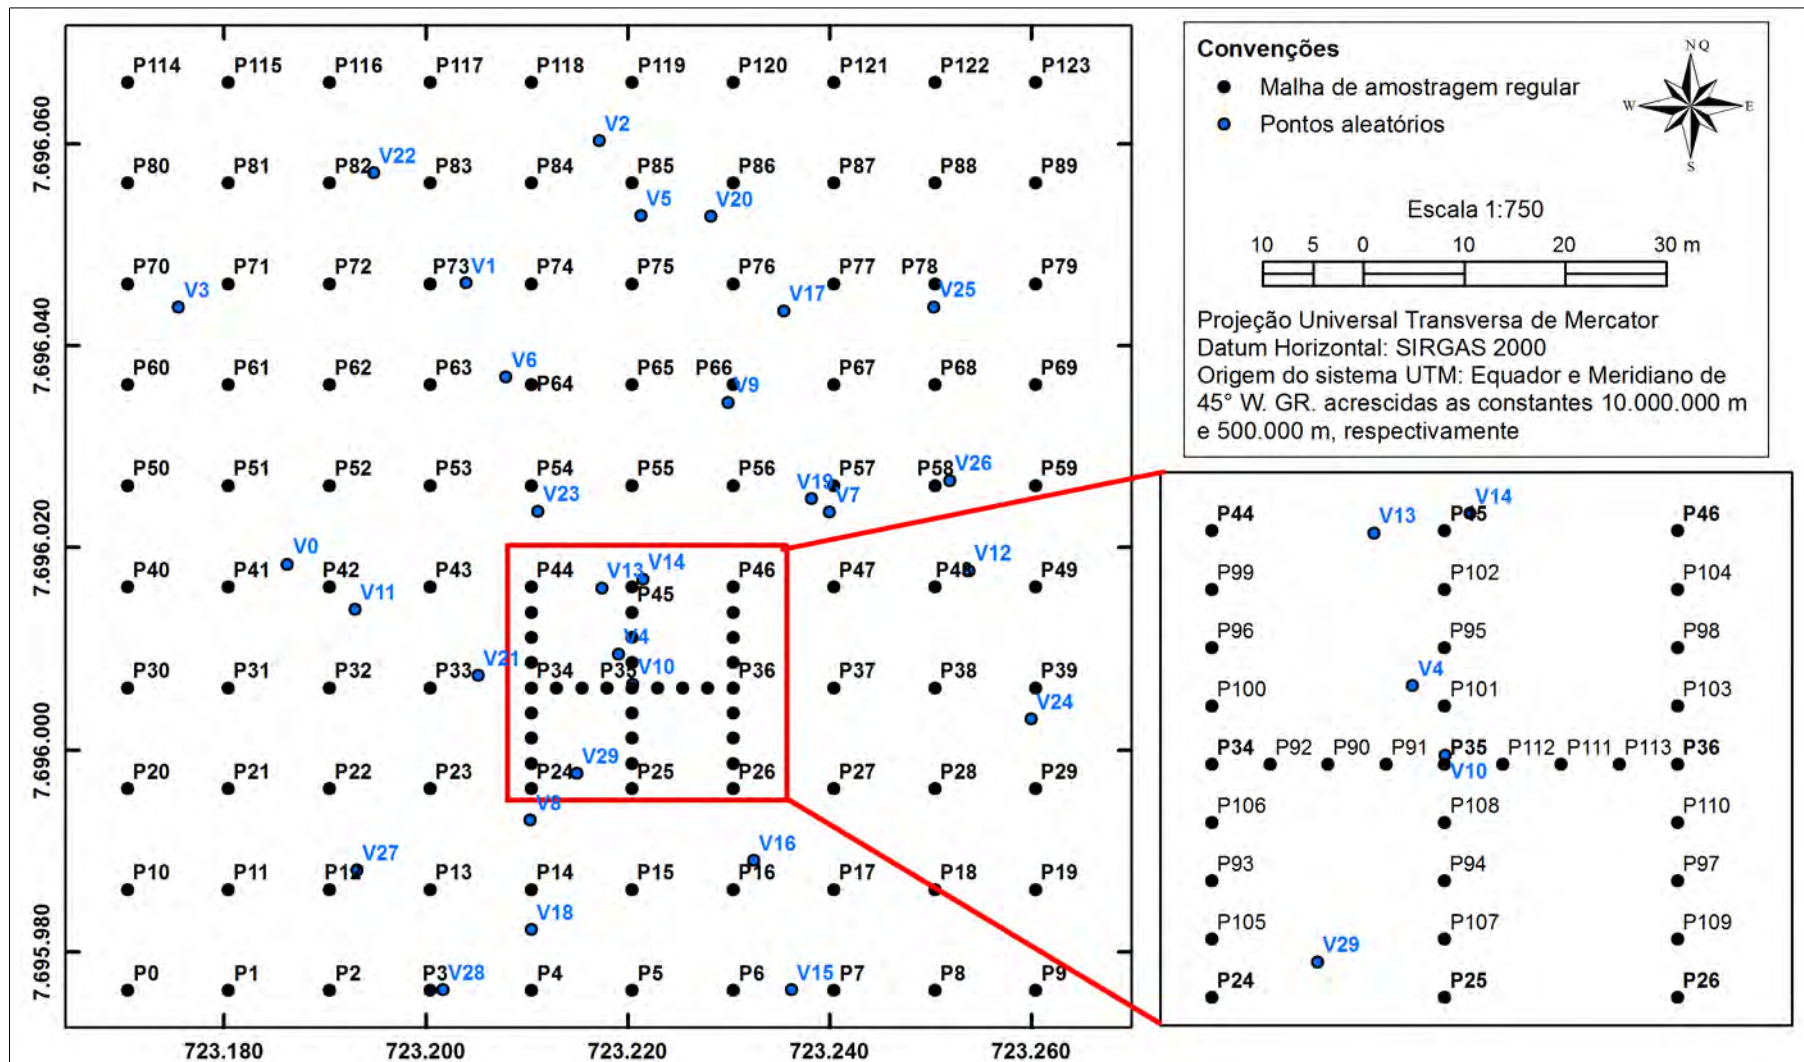 P114 P115 P116 P117 P118 P119 P120 P121 P122 P123
V2
7.696.060
P80 P81 P82 V22 P83 P84 P85 P86 P87 P88 P89
V5 V20
P70 P71 P72 P73 V1 P74 P75 P76 P77 P78 P79
V3 V17 V25
7.696.040
P60 P61 P62 P63 V6 P64 P65 P66 V9 P67 P68 P69
P50 P51 P52 P53 P54 P55 P56 P57 P58 V26 P59
V23 V19 V7
7.696.020
V0 V12
P40 P41 P42 P43 P44 V13 V14 P46 P47 P48 P49
V11 P45
V4
P30 P31 P32 P33 V21 P34 P35 V10 P36 P37 P38 P39
V24
7.696.000
P20 P21 P22 P23 P24 V29 P25 P26 P27 P28 P29
V8
V27 V16
P10 P11 P12 P13 P14 P15 P16 P17 P18 P19
V18
7.695.980
P0 P1 P2 P3 V28 P4 P5 P6 V15 P7 P8 P9
723.180 723.200 723.220 723.240 723.260
Convenções
Malha de amostragem regular
Pontos aleatórios
N Q
W E
S
Escala 1:750
10 5 0 10 20 30 m
Projeção Universal Transversa de Mercator
Datum Horizontal: SIRGAS 2000
Origem do sistema UTM: Equador e Meridiano de
45° W. GR. acrescidas as constantes 10.000.000 m
e 500.000 m, respectivamente
V14
P44 V13 P45 P46
P99 P102 P104
P96 P95 P98
V4
P100 P101 P103
P34 P92 P90 P91 P35 P112 P111 P113 P36
V10
P106 P108 P110
P93 P94 P97
P105 P107 P109
V29
P24 P25 P26